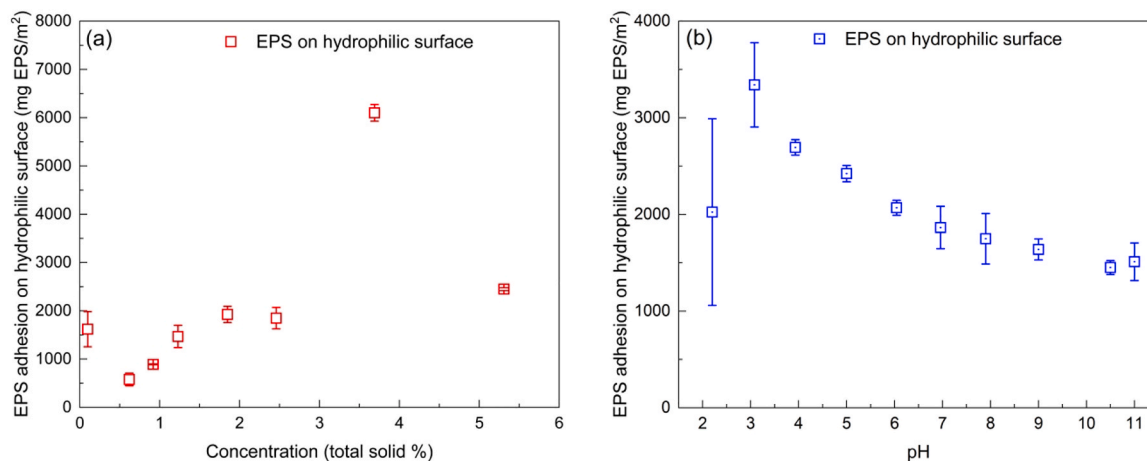 (a)
EPS on hydrophilic surface
EPS adhesion on hydrophilic surface (mg EPS/m²)
8000
7000
6000
5000
4000
3000
2000
1000
0
0 1 2 3 4 5 6
Concentration (total solid %)
(b)
EPS on hydrophilic surface
EPS adhesion on hydrophilic surface (mg EPS/m²)
4000
3000
2000
1000
0
2 3 4 5 6 7 8 9 10 11
pH